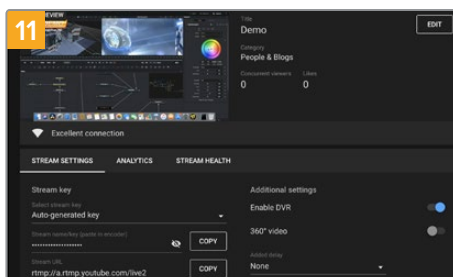 11
PREVIEW
Title
Demo
EDIT
Category
People & Blogs
Concurrent viewers Likes
0 0
Excellent connection
STREAM SETTINGS ANALYTICS STREAM HEALTH
Stream key
Additional settings
Select stream key
Auto-generated key
Enable DVR
Stream name/key (paste in encoder)
COPY
360° video
Stream URL
rtmp://a.rtmp.youtube.com/live2
COPY
Added delay
None